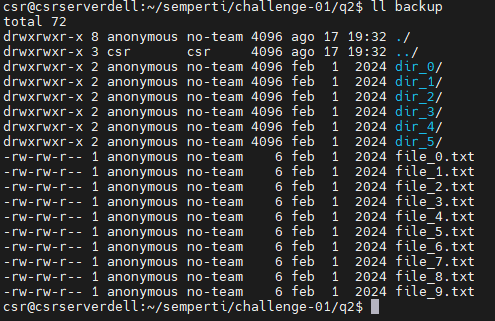 csr@csrserverdell:~/semperti/challenge-01/q2$ ll backup
total 72
drwxrwxr-x 8 anonymous no-team 4096 ago 17 19:32 ./
drwxrwxr-x 3 csr       csr     4096 ago 17 19:32 ../
drwxrwxr-x 2 anonymous no-team 4096 feb  1  2024 dir_0/
drwxrwxr-x 2 anonymous no-team 4096 feb  1  2024 dir_1/
drwxrwxr-x 2 anonymous no-team 4096 feb  1  2024 dir_2/
drwxrwxr-x 2 anonymous no-team 4096 feb  1  2024 dir_3/
drwxrwxr-x 2 anonymous no-team 4096 feb  1  2024 dir_4/
drwxrwxr-x 2 anonymous no-team 4096 feb  1  2024 dir_5/
-rw-rw-r-- 1 anonymous no-team    6 feb  1  2024 file_0.txt
-rw-rw-r-- 1 anonymous no-team    6 feb  1  2024 file_1.txt
-rw-rw-r-- 1 anonymous no-team    6 feb  1  2024 file_2.txt
-rw-rw-r-- 1 anonymous no-team    6 feb  1  2024 file_3.txt
-rw-rw-r-- 1 anonymous no-team    6 feb  1  2024 file_4.txt
-rw-rw-r-- 1 anonymous no-team    6 feb  1  2024 file_5.txt
-rw-rw-r-- 1 anonymous no-team    6 feb  1  2024 file_6.txt
-rw-rw-r-- 1 anonymous no-team    6 feb  1  2024 file_7.txt
-rw-rw-r-- 1 anonymous no-team    6 feb  1  2024 file_8.txt
-rw-rw-r-- 1 anonymous no-team    6 feb  1  2024 file_9.txt
csr@csrserverdell:~/semperti/challenge-01/q2$